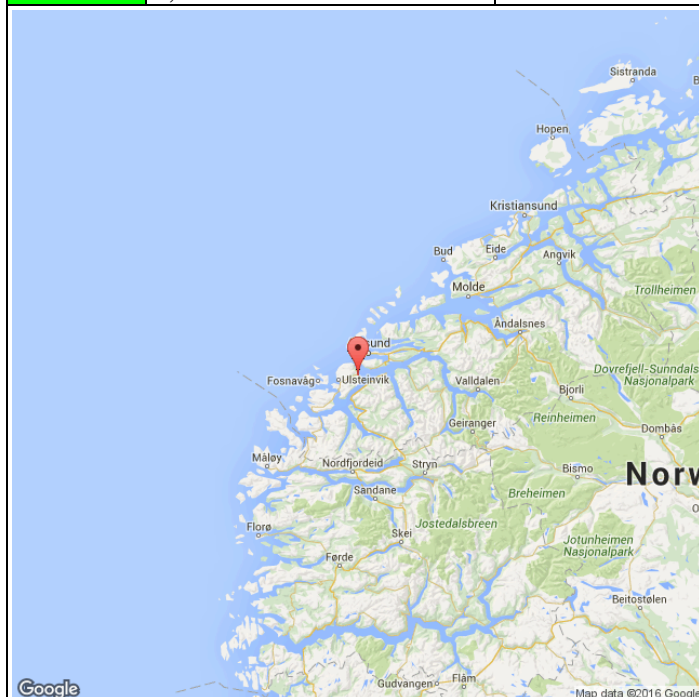 Sistranda
Hopen
Kristiansund
Bud
Eide
Angvik
Molde
Trollheimen
Åndalsnes
sund
Dovrefjell-Sunndals
Nasjonalpark
Fosnavåg
Ulsteinvik
Valldalen
Bjorli
Reinheimen
Geiranger
Dombås
Måløy
Nordfjordeid
Stryn
Bismo
Norw
Sandane
Breheimen
Florø
Jostedalsbreen
Skei
Jotunheimen
Nasjonalpark
Førde
Beitostølen
Gudvangen
Flåm
Google
Map data ©2016 Google